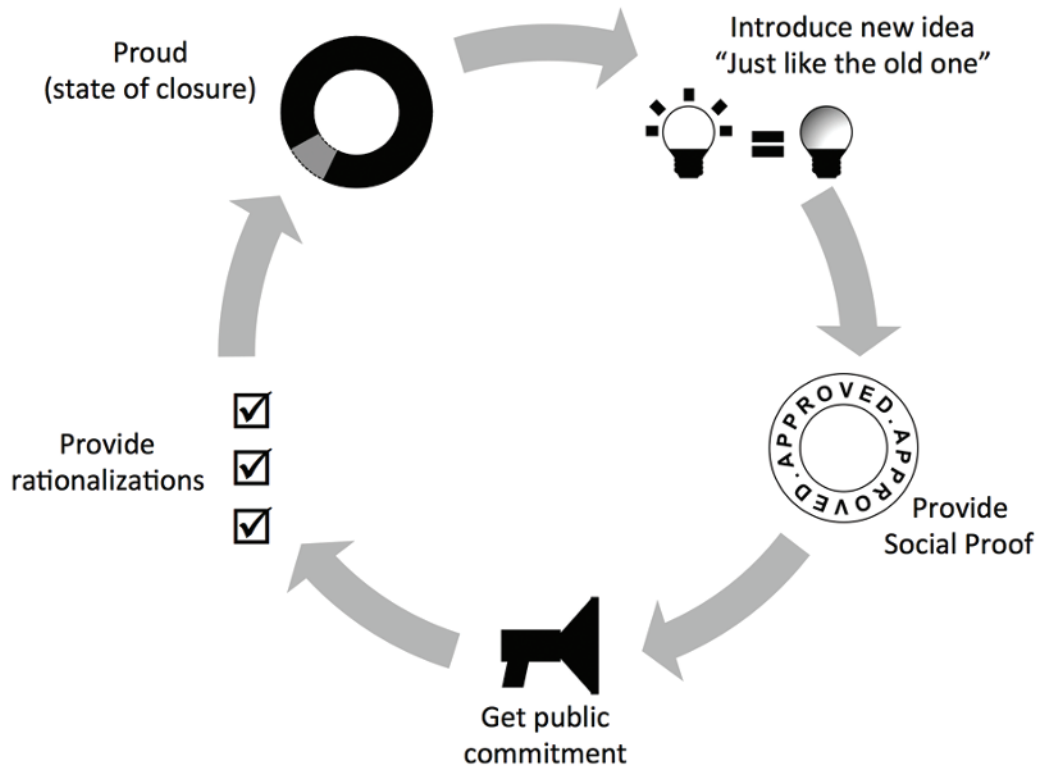 Proud
(state of closure)
Introduce new idea
“Just like the old one”
APPROVED.APPROVED.
Provide
Social Proof
Get public
commitment
Provide
rationalizations